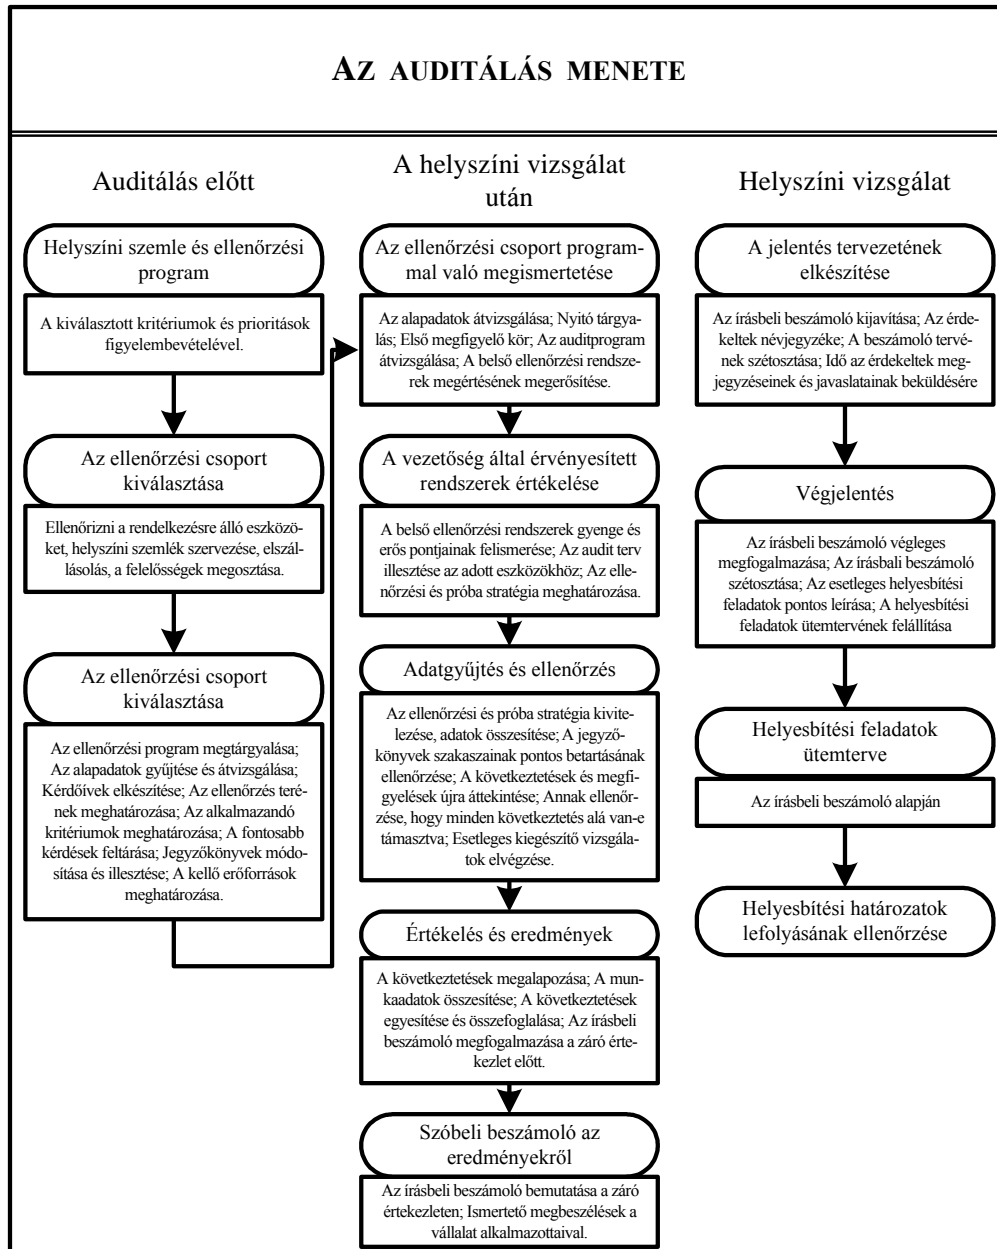 AZ AUDITÁLÁS MENETE
Auditálás előtt
Helyszíni szemle és ellenőrzési
program
A kiválasztott kritériumok és prioritások
figyelembevételével.
Az ellenőrzési csoport
kiválasztása
Ellenőrizni a rendelkezésre álló eszközö-
ket, helyszíni szemlék szervezése, elszál-
lásolás, a felelősségek megosztása.
Az ellenőrzési csoport
kiválasztása
Az ellenőrzési program megtárgyalása;
Az alapadatok gyűjtése és átvizsgálása;
Kérdőívek elkészítése; Az ellenőrzés teré-
nek meghatározása; Az alkalmazandó
kritériumok meghatározása; A fontosabb
kérdések feltárása; Jegyzőkönyvek módo-
sítása és illesztése; A kellő erőforrások
meghatározása.
A helyszíni vizsgálat
után
Az ellenőrzési csoport program-
mal való megismertetése
Az alapadatok átvizsgálása; Nyitó tárgya-
lás; Első megfigyelő kör; Az auditprogram
átvizsgálása; A belső ellenőrzési rendsze-
rek megértésének megerősítése.
A vezetőség által érvényesített
rendszerek értékelése
A belső ellenőrzési rendszerek gyenge és
erős pontjainak felismerése; Az audit terv
illesztése az adott eszközökhöz; Az elle-
nőrzési és próba stratégia meghatározása.
Adatgyűjtés és ellenőrzés
Az ellenőrzési és próba stratégia kivite-
lezése, adatok összesítése; A jegyző-
könyvek szakaszainak pontos betartásának
ellenőrzése; A következtetések és megfi-
gyelések újra áttekintése; Annak ellenőr-
zése, hogy minden következtetés alá van-e
támasztva; Esetleges kiegészítő vizsgála-
tok elvégzése.
Értékelés és eredmények
A következtetések megalapozása; A mun-
kaadatok összesítése; A következtetések
egyesítése és összefoglalása; Az írásbeli
beszámoló megfogalmazása a záró érte-
kezlet előtt.
Szóbeli beszámoló az
eredményekről
Az írásbeli beszámoló bemutatása a záró
értekezleten; Ismertető megbeszélések a
vállalat alkalmazottaival.
Helyszíni vizsgálat
A jelentés tervezetének
elkészítése
Az írásbeli beszámoló kijavítása; Az érde-
keltek névjegyzéke; A beszámoló tervé-
nek szétosztása; Idő az érdekeltek meg-
jegyzéseinek és javaslatainak beküldésére
Végjelentés
Az írásbeli beszámoló végleges
megfogalmazása; Az írásbali beszámoló
szétosztása; Az esetleges helyesbítési
feladatok pontos leírása; A helyesbítési
feladatok ütemtervének felállítása
Helyesbítési feladatok
ütemterve
Az írásbeli beszámoló alapján
Helyesbítési határozatok
lefolyásának ellenőrzése